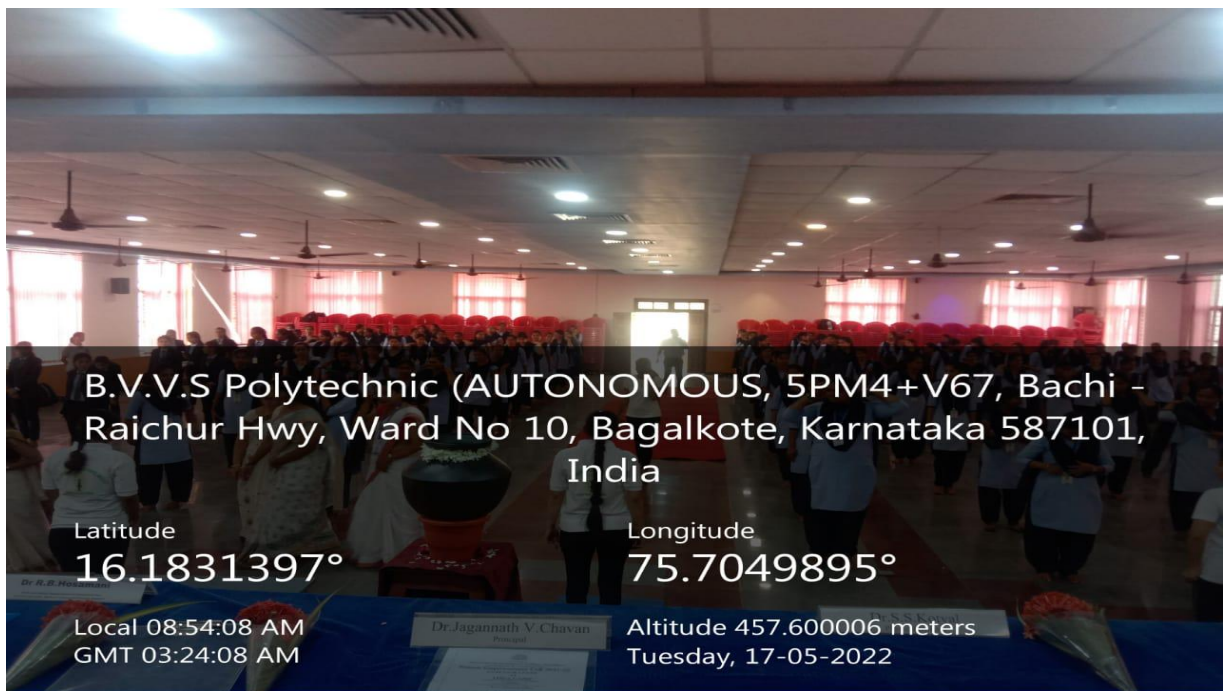 B.V.V.S Polytechnic (AUTONOMOUS, 5PM4+V67, Bachi -
Raichur Hwy, Ward No 10, Bagalkote, Karnataka 587101,
India
Latitude
16.1831397°
Longitude
75.7049895°
Dr R.B.Hosamani
Dr.Jagannath V.Chavan
Principal
Local 08:54:08 AM
GMT 03:24:08 AM
Altitude 457.600006 meters
Tuesday, 17-05-2022